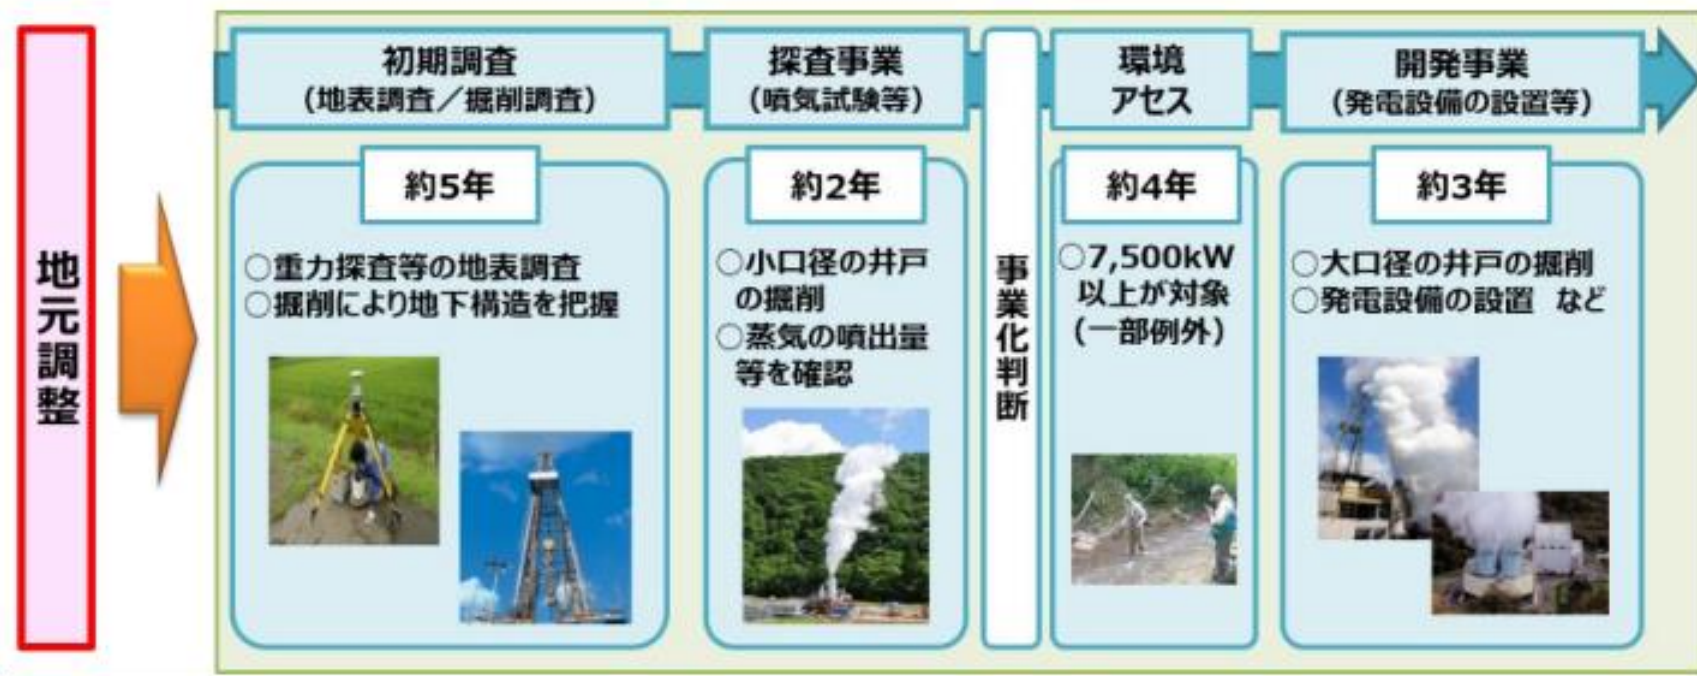 地元調整
初期調査
(地表調査／掘削調査)
約5年
○重力探査等の地表調査
○掘削により地下構造を把握
探査事業
(噴気試験等)
約2年
○小口径の井戸
の掘削
○蒸気の噴出量
等を確認
事業化判断
環境
アセス
約4年
○7,500kW
以上が対象
(一部例外)
開発事業
(発電設備の設置等)
約3年
○大口径の井戸の掘削
○発電設備の設置 など